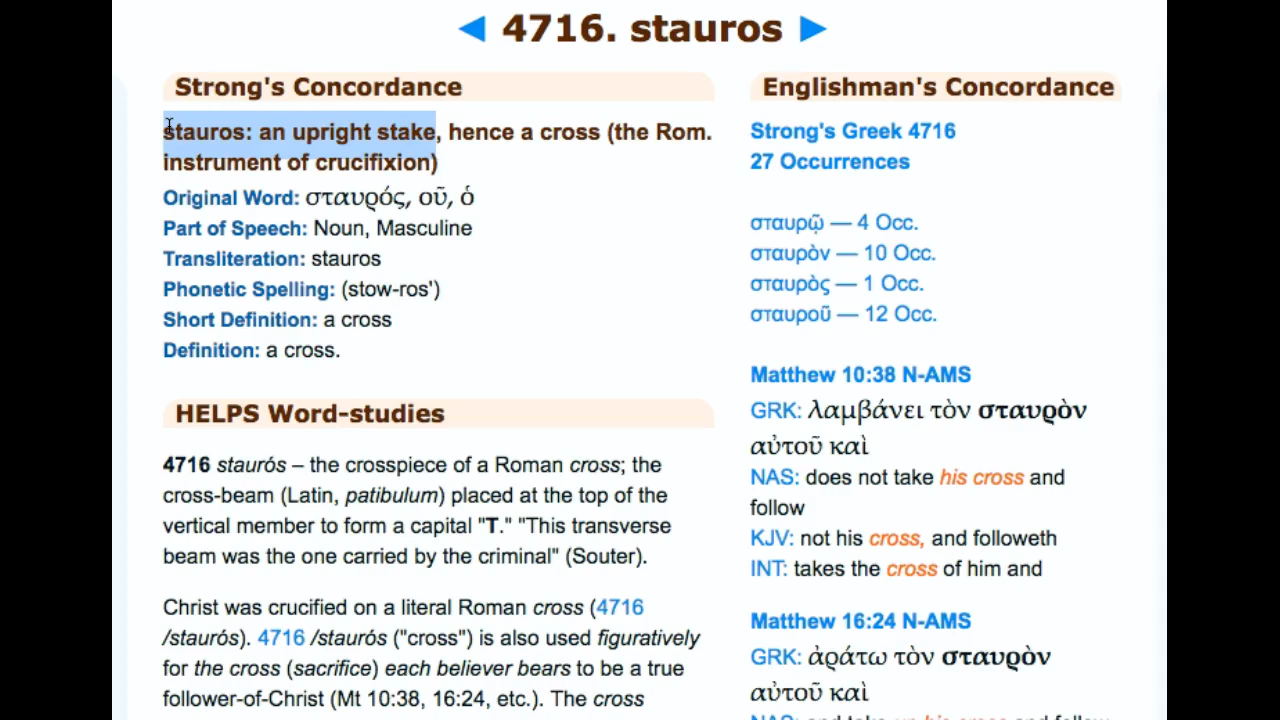 ◄ 4716. stauros ►
Strong's Concordance
stauros: an upright stake, hence a cross (the Rom.
instrument of crucifixion)
Original Word: σταυρός, οῦ, ὁ
Part of Speech: Noun, Masculine
Transliteration: stauros
Phonetic Spelling: (stow-ros')
Short Definition: a cross
Definition: a cross.
HELPS Word-studies
4716 staurós – the crosspiece of a Roman cross; the
cross-beam (Latin, patibulum) placed at the top of the
vertical member to form a capital "T." "This transverse
beam was the one carried by the criminal" (Souter).
Christ was crucified on a literal Roman cross (4716
/staurós). 4716 /staurós ("cross") is also used figuratively
for the cross (sacrifice) each believer bears to be a true
follower-of-Christ (Mt 10:38, 16:24, etc.). The cross
Englishman's Concordance
Strong's Greek 4716
27 Occurrences
σταυρῷ — 4 Occ.
σταυρὸν — 10 Occ.
σταυρὸς — 1 Occ.
σταυροῦ — 12 Occ.
Matthew 10:38 N-AMS
GRK: λαμβάνει τὸν σταυρὸν
αὐτοῦ καὶ
NAS: does not take his cross and
follow
KJV: not his cross, and followeth
INT: takes the cross of him and
Matthew 16:24 N-AMS
GRK: ἀράτω τὸν σταυρὸν
αὐτοῦ καὶ
NAS: and take up his cross and follow